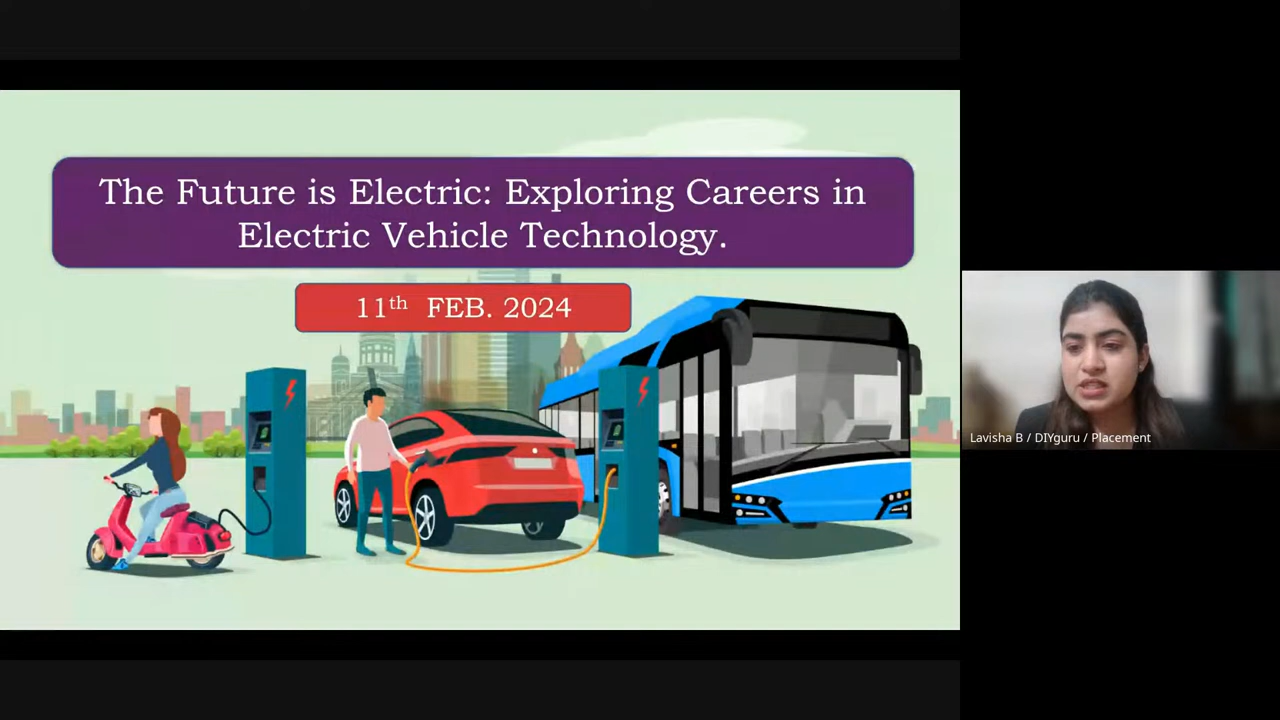 The Future is Electric: Exploring Careers in
Electric Vehicle Technology.
11th FEB. 2024
Lavisha B / DIYguru / Placement